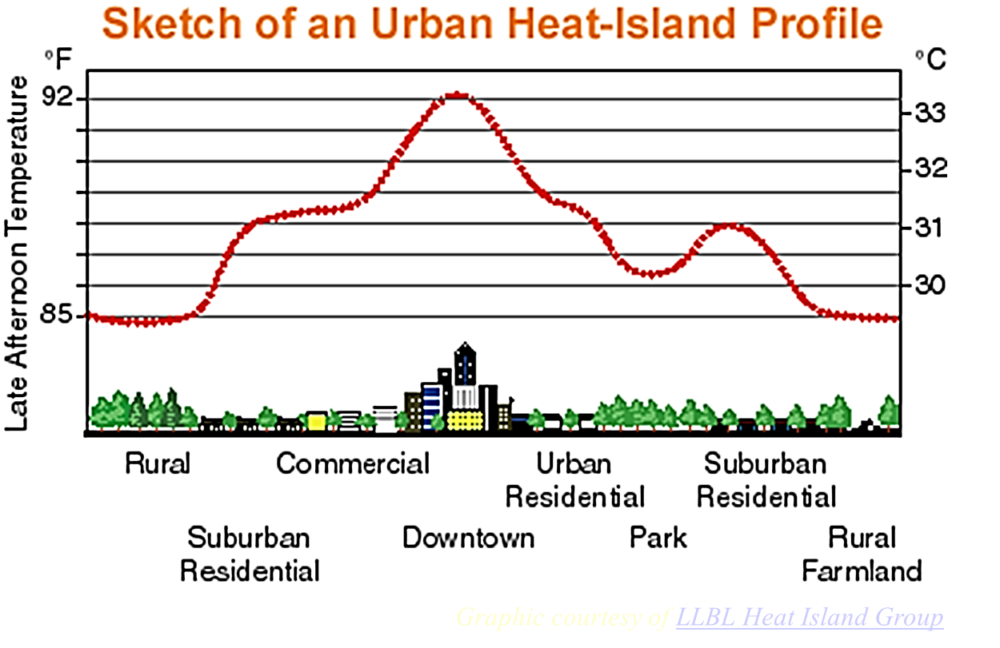 Sketch of an Urban Heat-Island Profile
°F
°C
Late Afternoon Temperature
92
85
33
32
31
30
Rural
Commercial
Urban
Residential
Suburban
Residential
Suburban
Residential
Downtown
Park
Rural
Farmland
Graphic courtesy of LLBL Heat Island Group